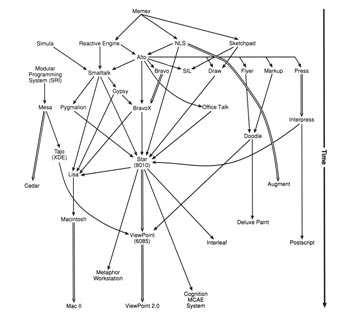 Memex
Simula
Reactive Engine
NLS
Sketchpad
Alto
Modular
Programming
System (SRI)
Smalltalk
Bravo
SIL
Draw
Flyer
Markup
Press
Gypsy
Mesa
Pygmalion
BravoX
Office Talk
Interpress
Doodle
Tajo
(XDE)
Star
(8010)
Time
Cedar
Lisa
Augment
Macintosh
Deluxe Paint
ViewPoint
(6085)
Interleaf
Postscript
Metaphor
Workstation
Cognition
MCAE
System
Mac II
ViewPoint 2.0